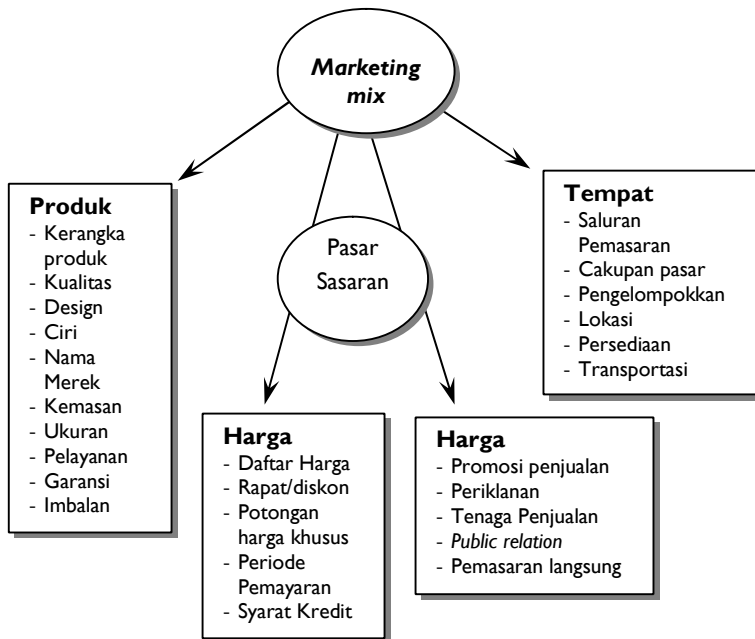 Marketing
mix
Produk
- Kerangka
produk
- Kualitas
- Design
- Ciri
- Nama
Merek
- Kemasan
- Ukuran
- Pelayanan
- Garansi
- Imbalan
Pasar
Sasaran
Tempat
- Saluran
Pemasaran
- Cakupan pasar
- Pengelompokkan
- Lokasi
- Persediaan
- Transportasi
Harga
- Daftar Harga
- Rapat/diskon
- Potongan
harga khusus
- Periode
Pemayaran
- Syarat Kredit
Harga
- Promosi penjualan
- Periklanan
- Tenaga Penjualan
- Public relation
- Pemasaran langsung